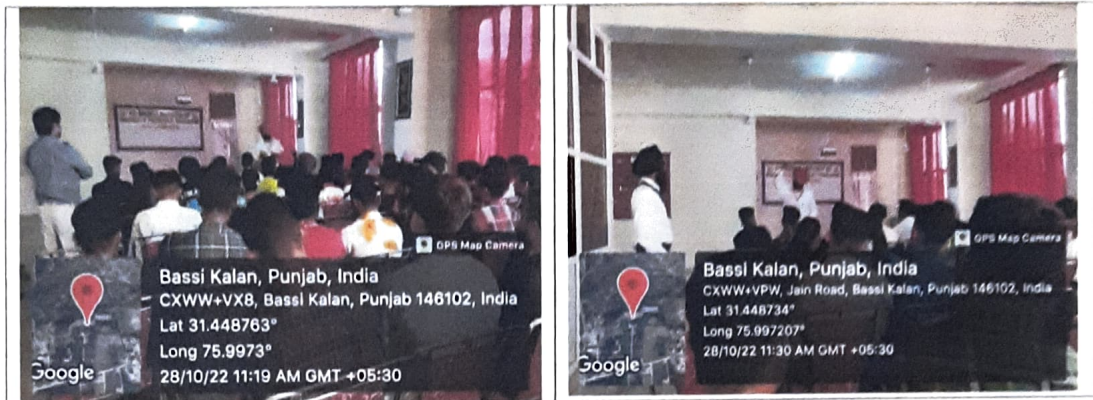 GPS Map Camera
Bassi Kalan, Punjab, India
CXWW+VX8, Bassi Kalan, Punjab 146102, India
Lat 31.448763°
Long 75.9973°
28/10/22 11:19 AM GMT +05:30
Google
GPS Map Camera
Bassi Kalan, Punjab, India
CXWW+VPW, Jain Road, Bassi Kalan, Punjab 146102, India
Lat 31.448734°
Long 75.997207°
28/10/22 11:30 AM GMT +05:30
Google